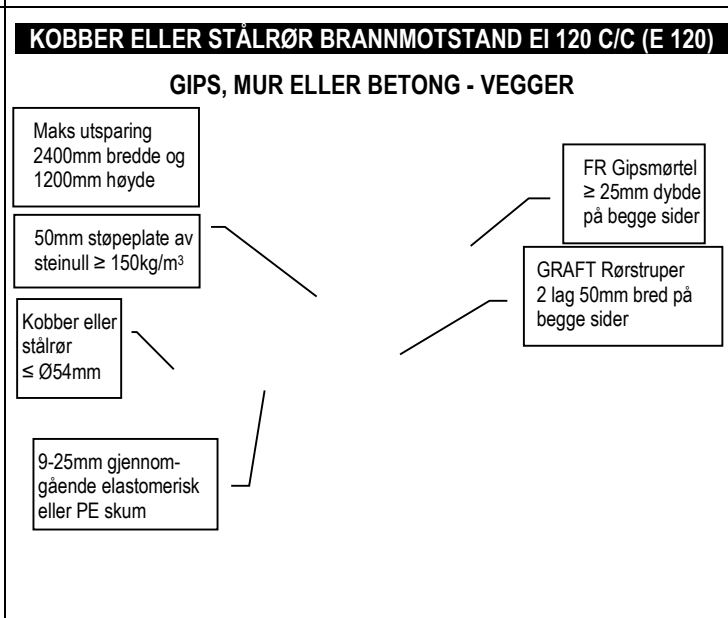 KOBBER ELLER STÅLRØR BRANNMOTSTAND EI 120 C/C (E 120)
GIPS, MUR ELLER BETONG - VEGGER
Maks utsparing
2400mm bredde og
1200mm høyde
50mm støpeplate av
steinull ≥ 150kg/m³
Kobber eller
stålrør
≤ Ø54mm
9-25mm gjennom-
gående elastomerisk
eller PE skum
FR Gipsmørtel
≥ 25mm dybde
på begge sider
GRAFT Rørstruper
2 lag 50mm bred på
begge sider